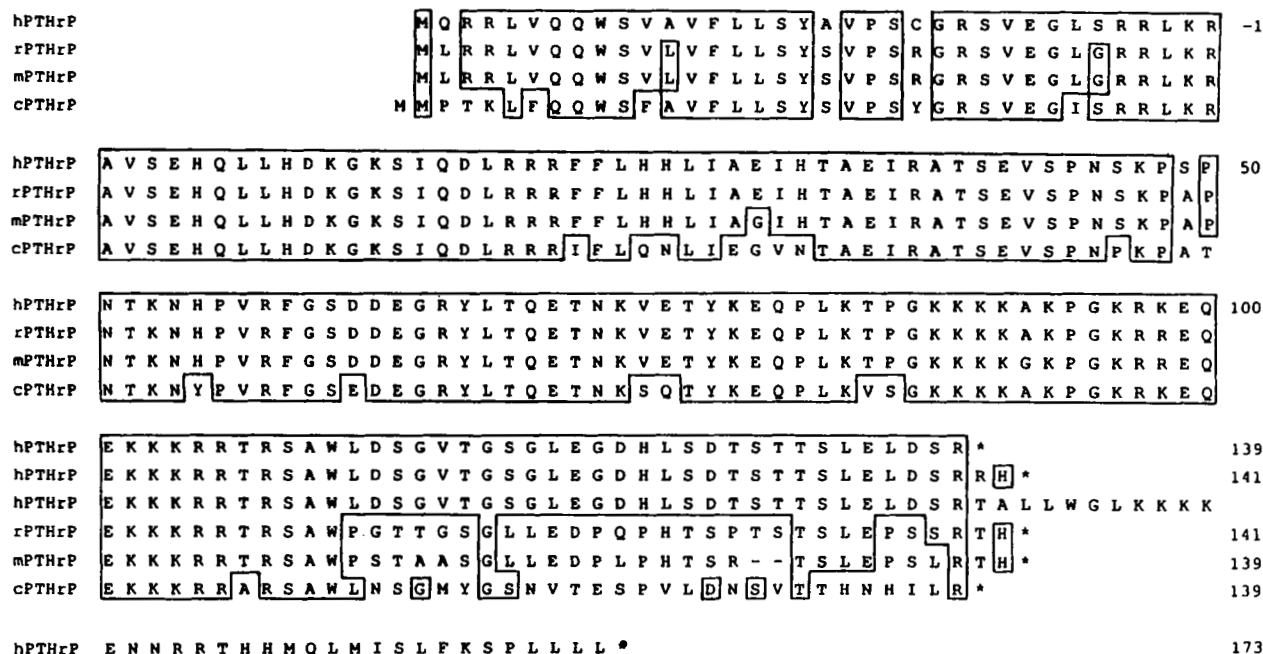 hPTHrP M Q R R L V Q Q W S V A V F L L S Y A V P S C G R S V E G L S R R L K R -1
rPTHrP M L R R L V Q Q W S V L V F L L S Y S V P S R G R S V E G L G R R L K R
mPTHrP M L R R L V Q Q W S V L V F L L S Y S V P S R G R S V E G L G R R L K R
cPTHrP M M P T K L F Q Q W S F A V F L L S Y S V P S Y G R S V E G I S R R L K R
hPTHrP A V S E H Q L L H D K G K S I Q D L R R R F F L H H L I A E I H T A E I R A T S E V S P N S K P S P 50
rPTHrP A V S E H Q L L H D K G K S I Q D L R R R F F L H H L I A E I H T A E I R A T S E V S P N S K P A P
mPTHrP A V S E H Q L L H D K G K S I Q D L R R R F F L H H L I A G I H T A E I R A T S E V S P N S K P A P
cPTHrP A V S E H Q L L H D K G K S I Q D L R R R I F L Q N L I E G V N T A E I R A T S E V S P N P K P A T
hPTHrP N T K N H P V R F G S D D E G R Y L T Q E T N K V E T Y K E Q P L K T P G K K K K A K P G K R K E Q 100
rPTHrP N T K N H P V R F G S D D E G R Y L T Q E T N K V E T Y K E Q P L K T P G K K K K A K P G K R R E Q
mPTHrP N T K N H P V R F G S D D E G R Y L T Q E T N K V E T Y K E Q P L K T P G K K K K G K P G K R R E Q
cPTHrP N T K N Y P V R F G S E D E G R Y L T Q E T N K S Q T Y K E Q P L K V S G K K K K A K P G K R K E Q
hPTHrP E K K K R R T R S A W L D S G V T G S G L E G D H L S D T S T T S L E L D S R * 139
hPTHrP E K K K R R T R S A W L D S G V T G S G L E G D H L S D T S T T S L E L D S R R H * 141
hPTHrP E K K K R R T R S A W L D S G V T G S G L E G D H L S D T S T T S L E L D S R T A L L W G L K K K K
rPTHrP E K K K R R T R S A W P G T T G S G L L E D P Q P H T S P T S T S L E P S S R T H * 141
mPTHrP E K K K R R T R S A W P S T A A S G L L E D P L P H T S R - - T S L E P S L R T H * 139
cPTHrP E K K K R R A R S A W L N S G M Y G S N V T E S P V L D N S V T T H N H I L R * 139
hPTHrP E N N R R T H H M Q L M I S L F K S P L L L L * 173